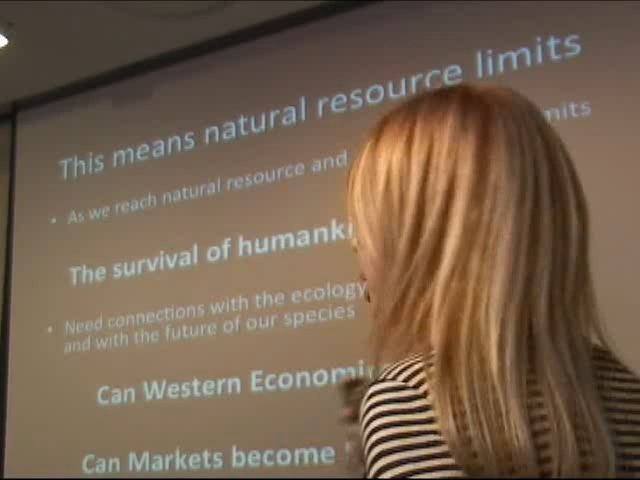 This means natural resource limits
• As we reach natural resource and mits
The survival of humanki
• Need connections with the ecology
and with the future of our species
Can Western Economi
Can Markets become